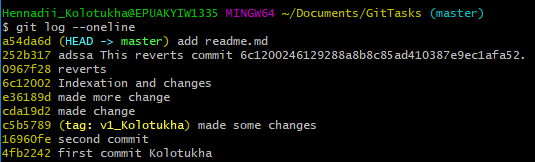 Hennadii_Kolotukha@EPUAKYIW1335 MINGW64 ~/Documents/GitTasks (master)
$ git log --oneline
a54da6d (HEAD -> master) add readme.md
252b317 adssa This reverts commit 6c1200246129288a8b8c85ad410387e9ec1afa52.
0967f28 reverts
6c12002 Indexation and changes
e36189d made more change
cda19d2 made change
c5b5789 (tag: v1_Kolotukha) made some changes
16960fe second commit
4fb2242 first commit Kolotukha